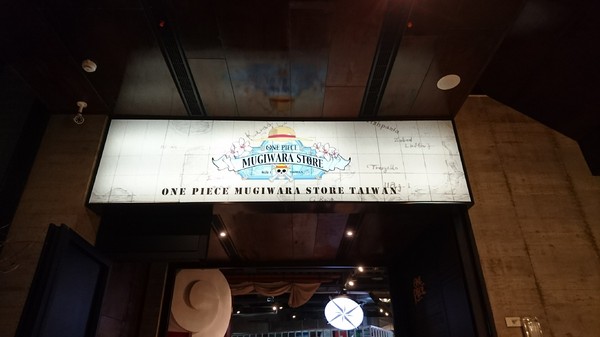 ONE PIECE
MUGIWARA STORE
ONE PIECE MUGIWARA STORE TAIWAN